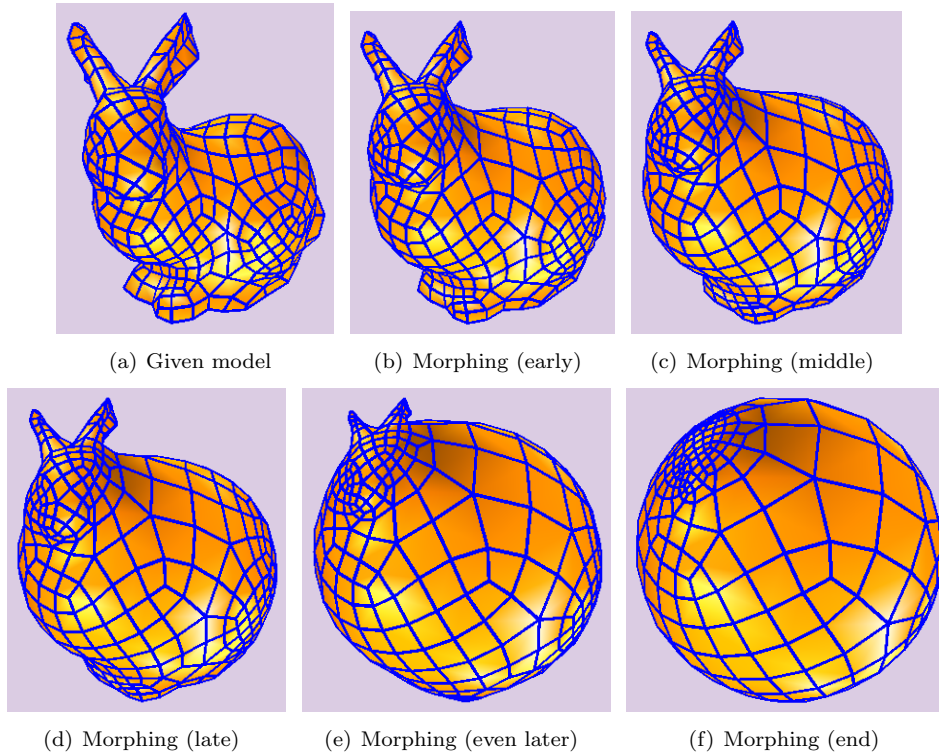 (a) Given model
(b) Morphing (early)
(c) Morphing (middle)
(d) Morphing (late)
(e) Morphing (even later)
(f) Morphing (end)